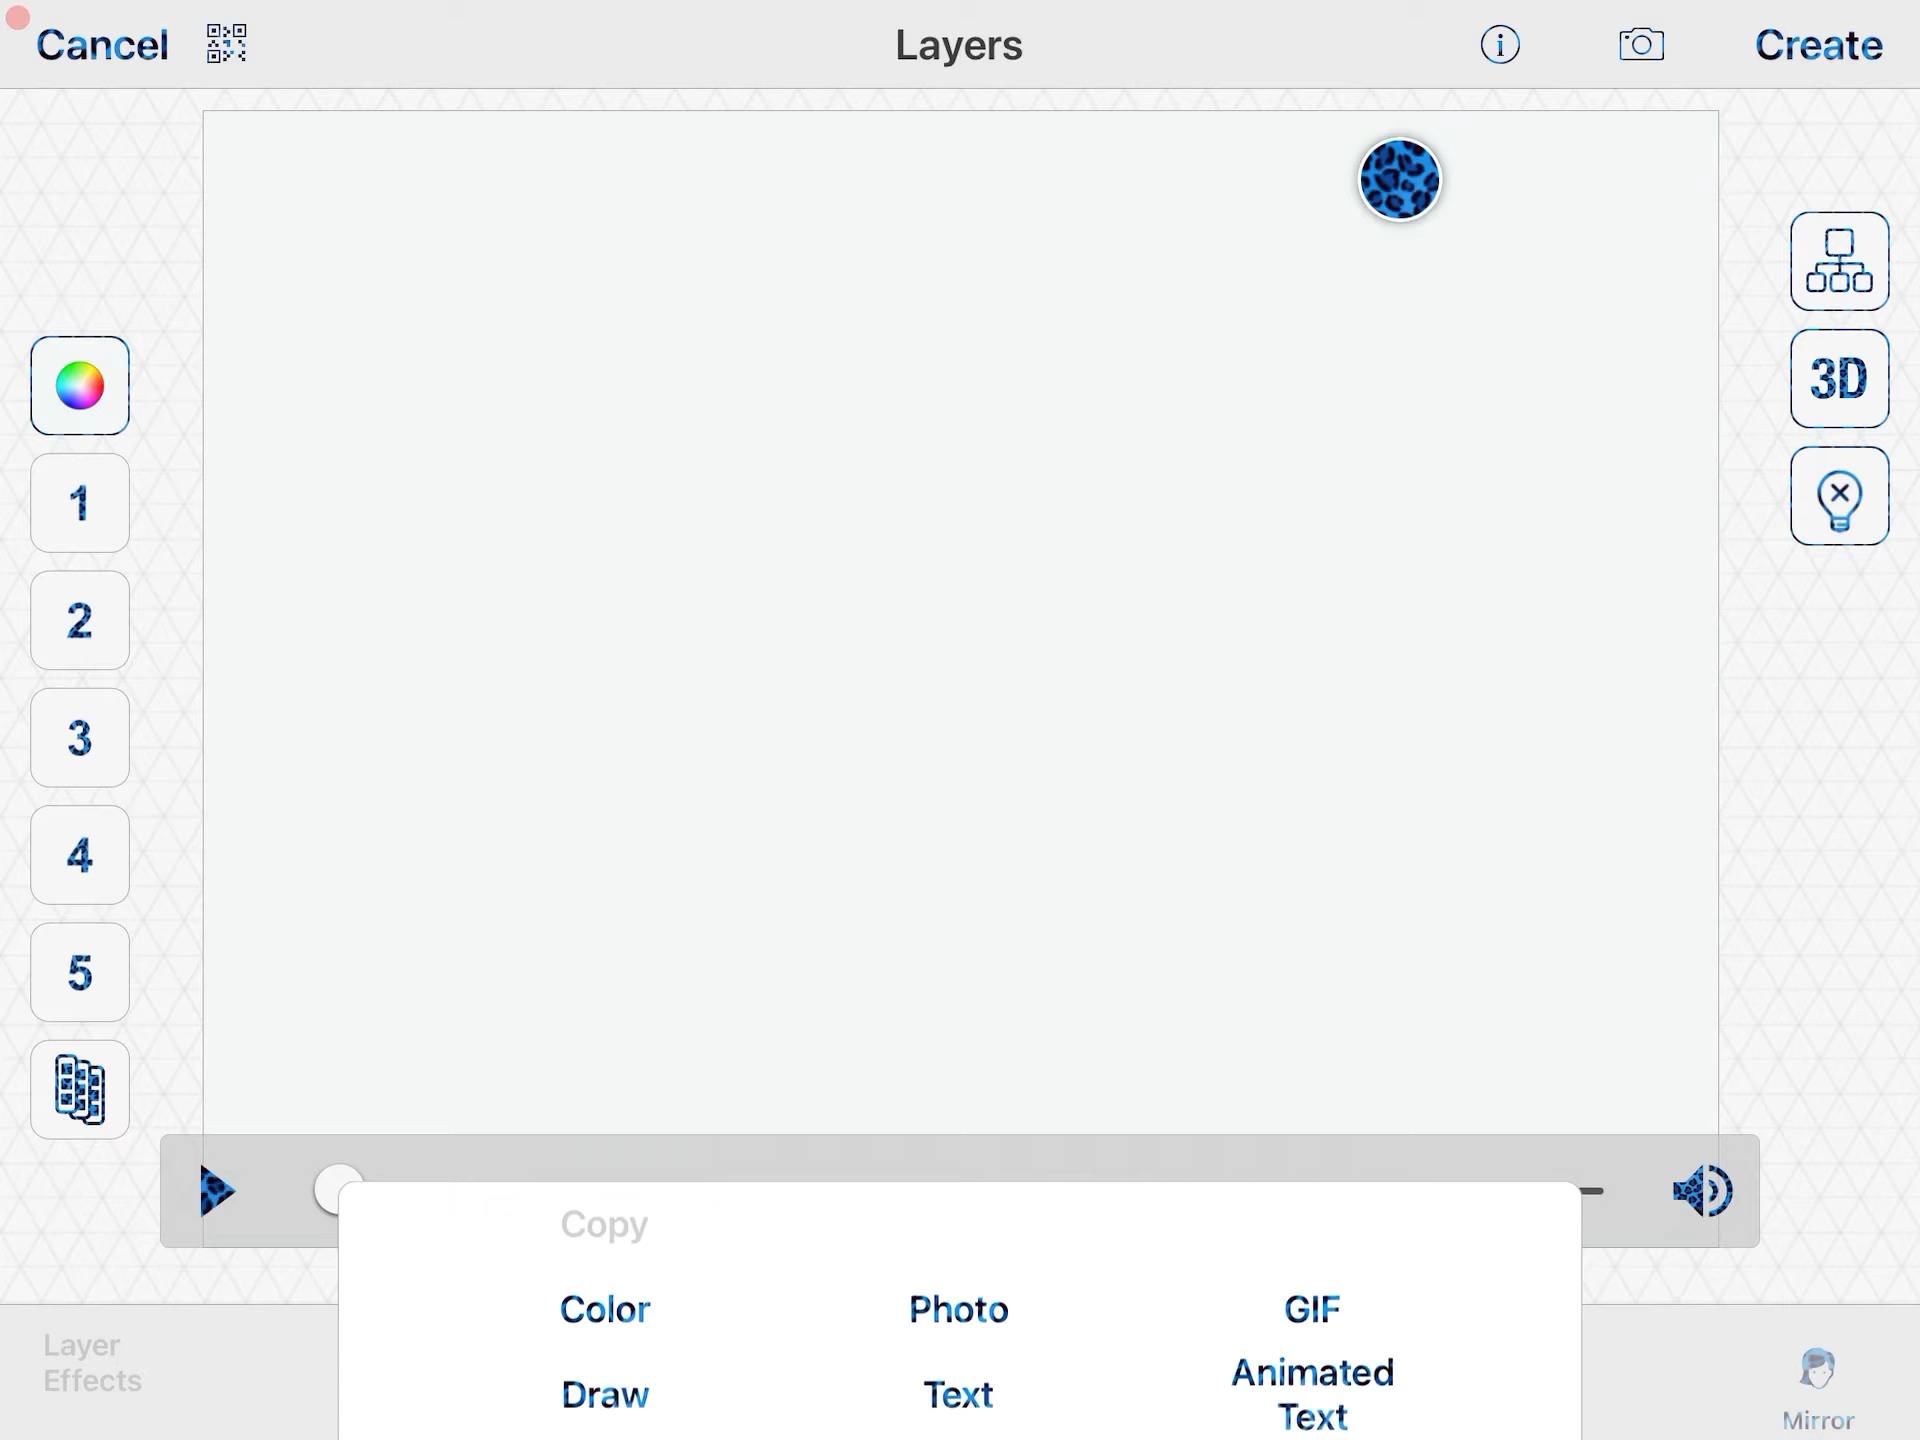 Cancel
Layers
Create
3D
1
2
3
4
5
Copy
Color
Photo
GIF
Draw
Text
Animated
Text
Layer
Effects
Mirror